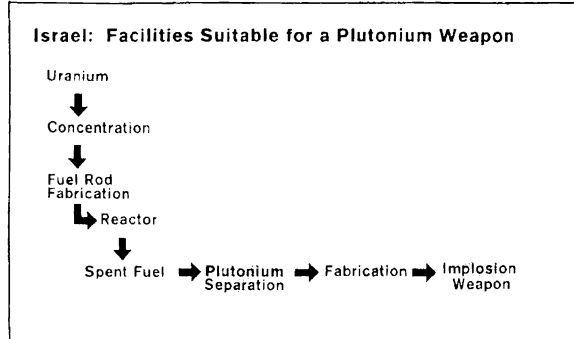 Israel: Facilities Suitable for a Plutonium Weapon
Uranium
Concentration
Fuel Rod
Fabrication
Reactor
Spent Fuel
Plutonium
Separation
Fabrication
Implosion
Weapon